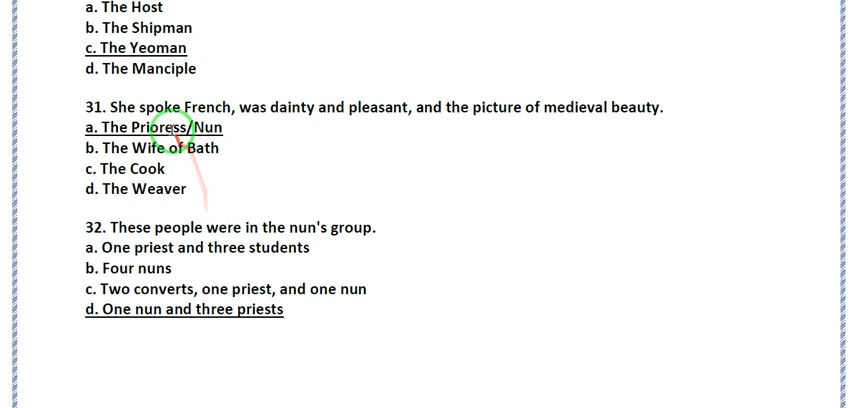 a. The Host
b. The Shipman
c. The Yeoman
d. The Manciple
31. She spoke French, was dainty and pleasant, and the picture of medieval beauty.
a. The Prioress/Nun
b. The Wife of Bath
c. The Cook
d. The Weaver
32. These people were in the nun's group.
a. One priest and three students
b. Four nuns
c. Two converts, one priest, and one nun
d. One nun and three priests